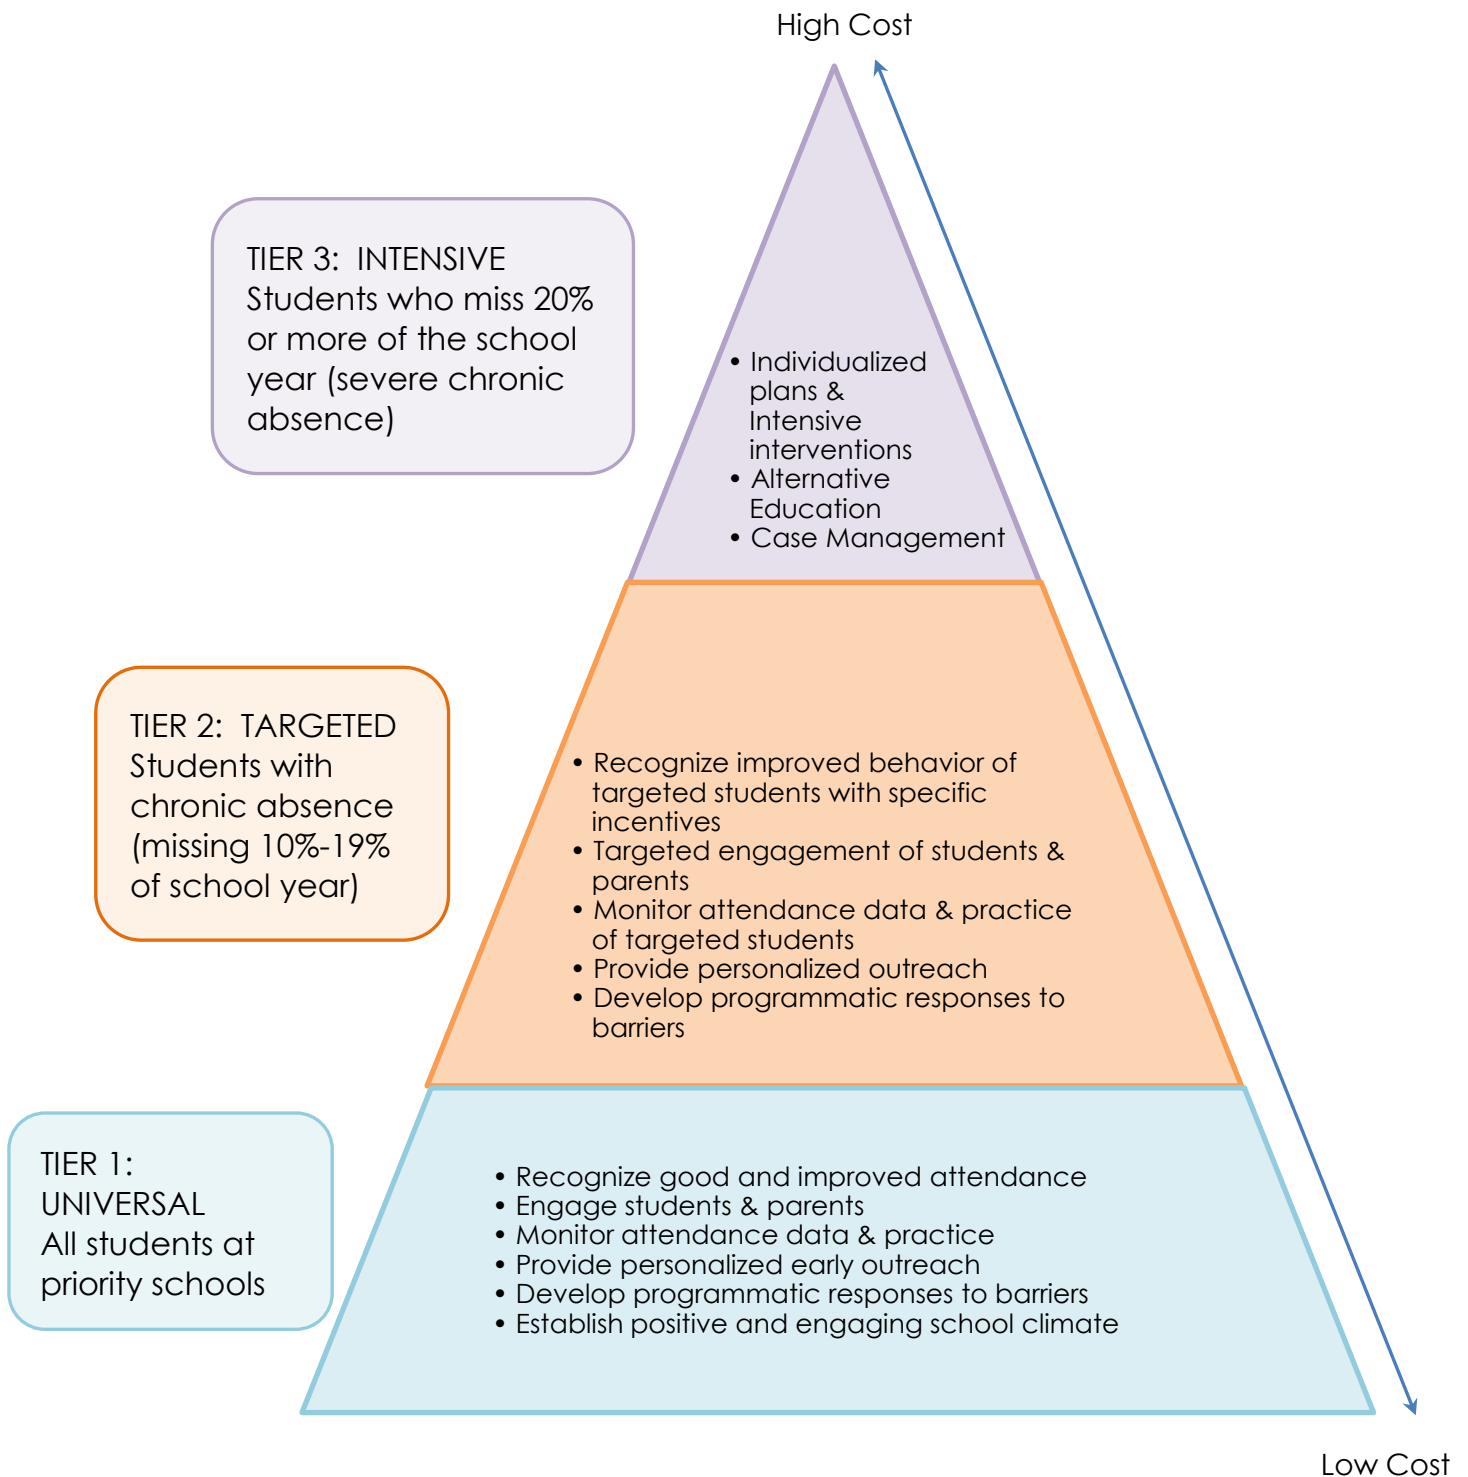 High Cost
TIER 3:  INTENSIVE
Students who miss 20%
or more of the school
year (severe chronic
absence)
• Individualized
plans &
Intensive
interventions
• Alternative
Education
• Case Management
TIER 2:  TARGETED
Students with
chronic absence
(missing 10%-19%
of school year)
• Recognize improved behavior of
targeted students with specific
incentives
• Targeted engagement of students &
parents
• Monitor attendance data & practice
of targeted students
• Provide personalized outreach
• Develop programmatic responses to
barriers
TIER 1:
UNIVERSAL
All students at
priority schools
• Recognize good and improved attendance
• Engage students & parents
• Monitor attendance data & practice
• Provide personalized early outreach
• Develop programmatic responses to barriers
• Establish positive and engaging school climate
Low Cost